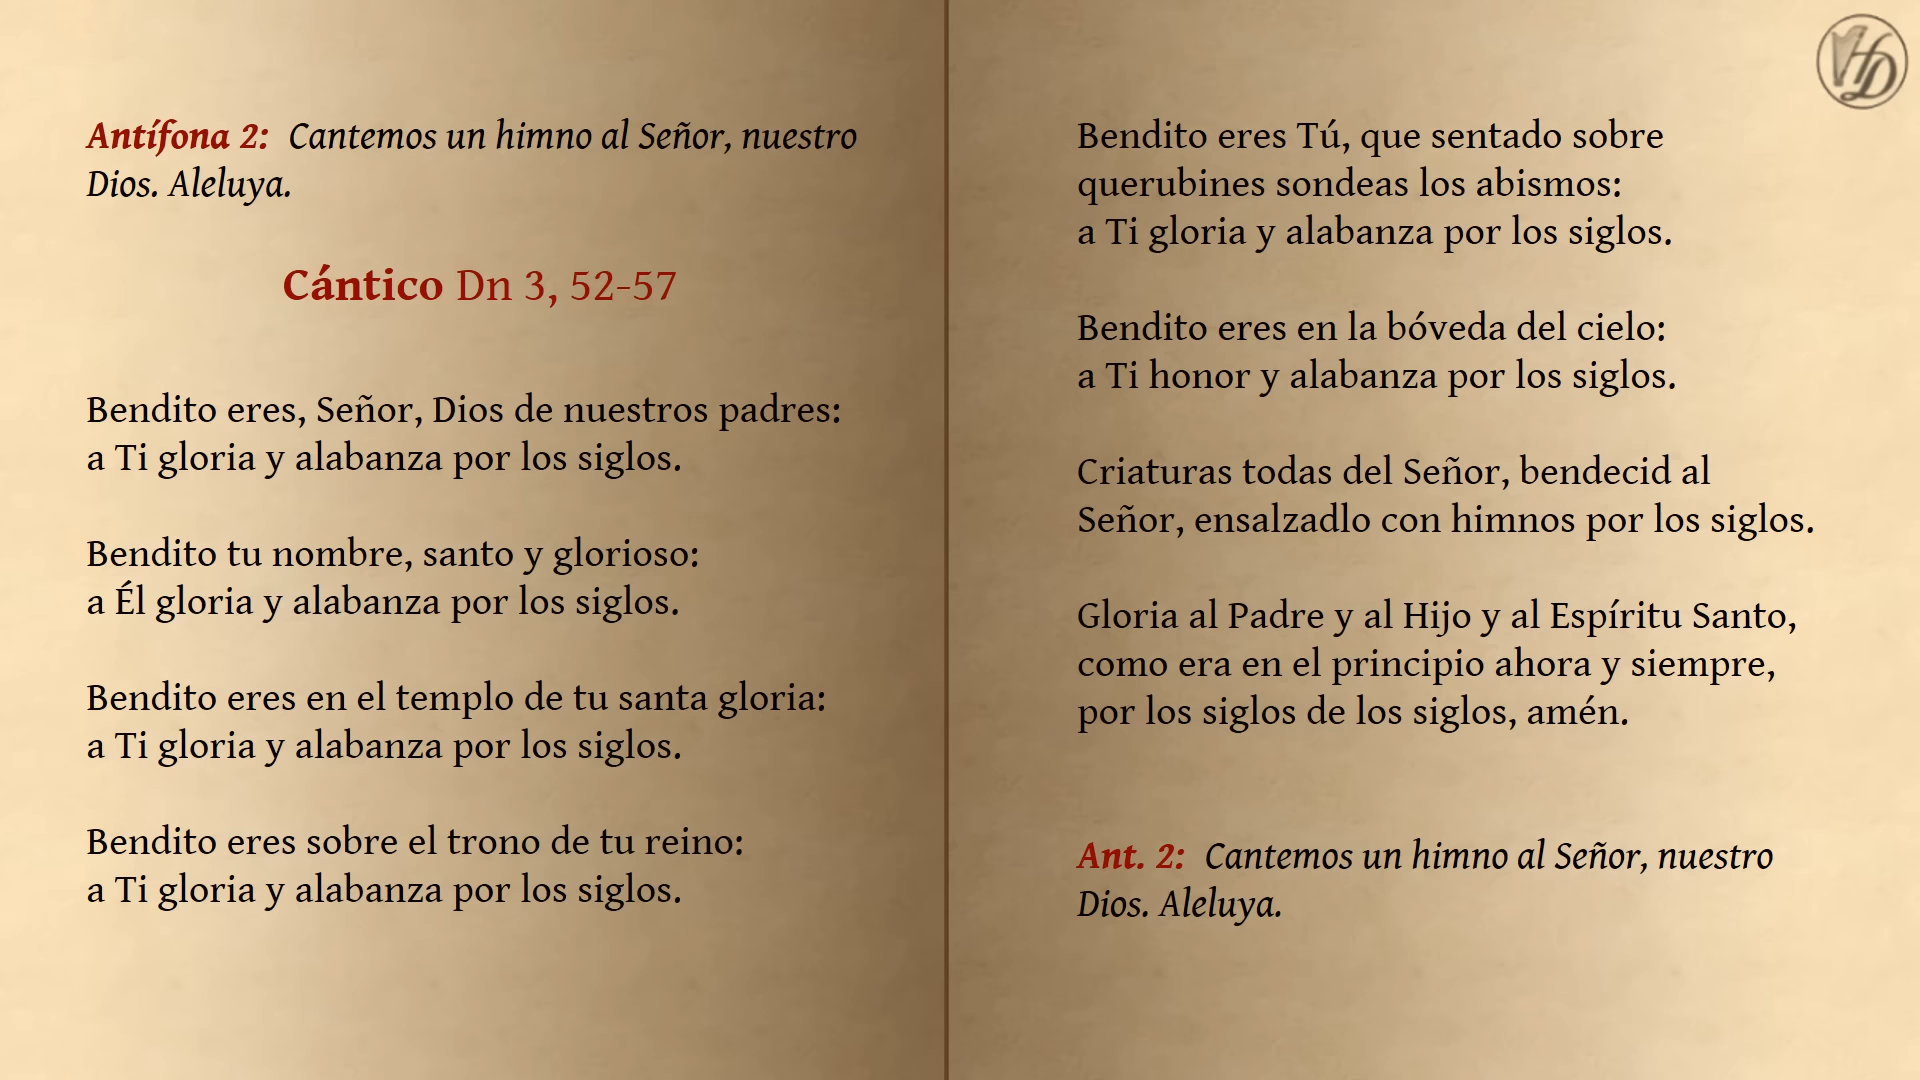 Antífona 2: Cantemos un himno al Señor, nuestro
Dios. Aleluya.
Cántico Dn 3, 52-57
Bendito eres, Señor, Dios de nuestros padres:
a Ti gloria y alabanza por los siglos.
Bendito tu nombre, santo y glorioso:
a Él gloria y alabanza por los siglos.
Bendito eres en el templo de tu santa gloria:
a Ti gloria y alabanza por los siglos.
Bendito eres sobre el trono de tu reino:
a Ti gloria y alabanza por los siglos.
HD
Bendito eres Tú, que sentado sobre
querubines sondeas los abismos:
a Ti gloria y alabanza por los siglos.
Bendito eres en la bóveda del cielo:
a Ti honor y alabanza por los siglos.
Criaturas todas del Señor, bendecid al
Señor, ensalzadlo con himnos por los siglos.
Gloria al Padre y al Hijo y al Espíritu Santo,
como era en el principio ahora y siempre,
por los siglos de los siglos, amén.
Ant. 2: Cantemos un himno al Señor, nuestro
Dios. Aleluya.